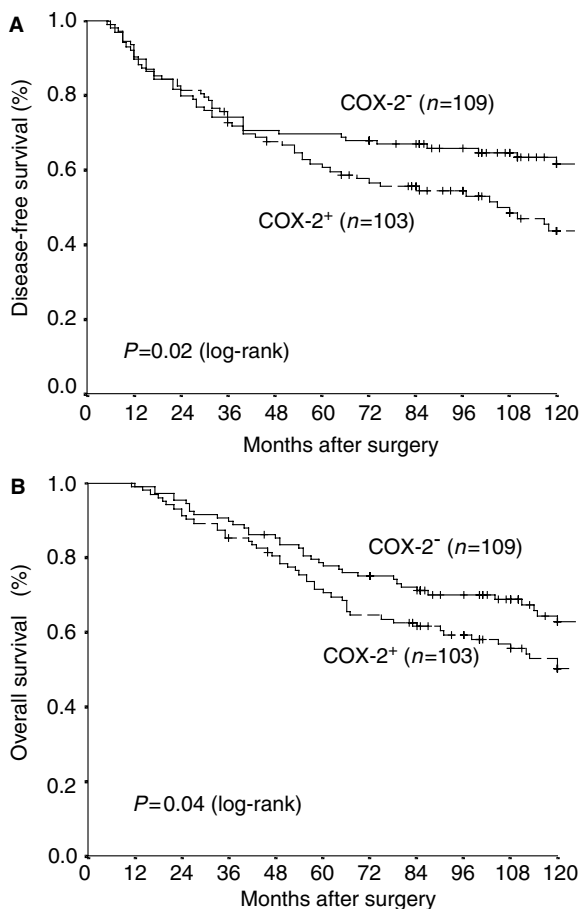 A
Disease-free survival (%)
1.0
0.8
0.6
0.4
0.2
0.0
COX-2⁻ (n=109)
COX-2⁺ (n=103)
P=0.02 (log-rank)
0 12 24 36 48 60 72 84 96 108 120
Months after surgery
B
Overall survival (%)
1.0
0.8
0.6
0.4
0.2
0.0
COX-2⁻ (n=109)
COX-2⁺ (n=103)
P=0.04 (log-rank)
0 12 24 36 48 60 72 84 96 108 120
Months after surgery